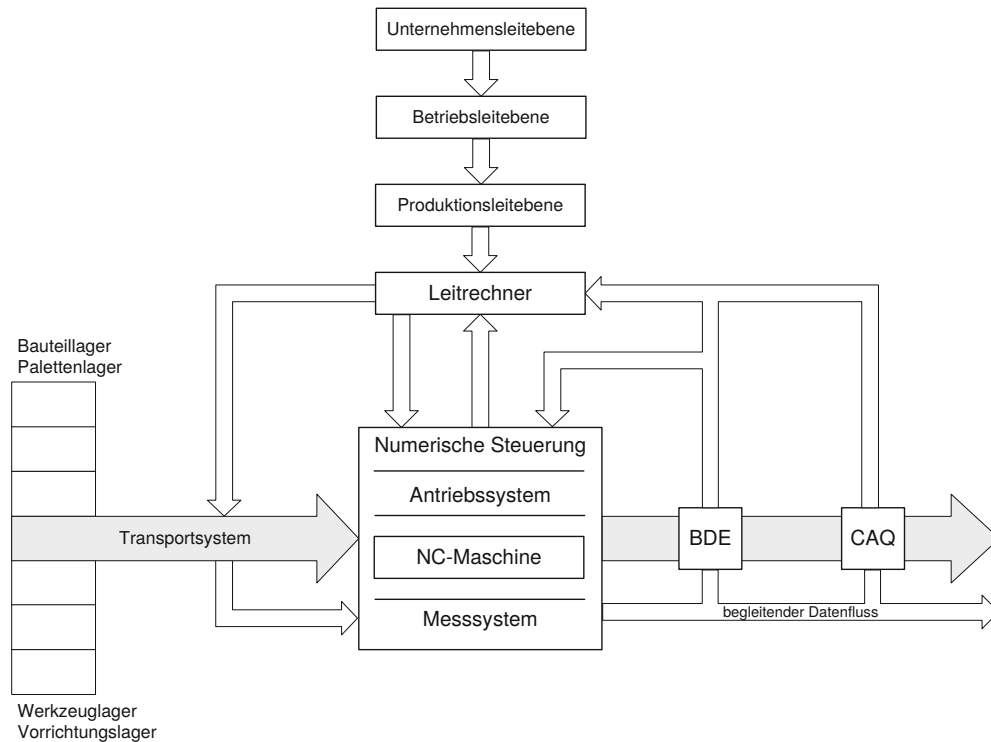 Unternehmensleitebene
Betriebsleitebene
Produktionsleitebene
Leitrechner
Bauteillager
Palettenlager
Numerische Steuerung
Antriebssystem
Transportsystem
NC-Maschine
BDE
CAQ
Messsystem
begleitender Datenfluss
Werkzeuglager
Vorrichtungslager